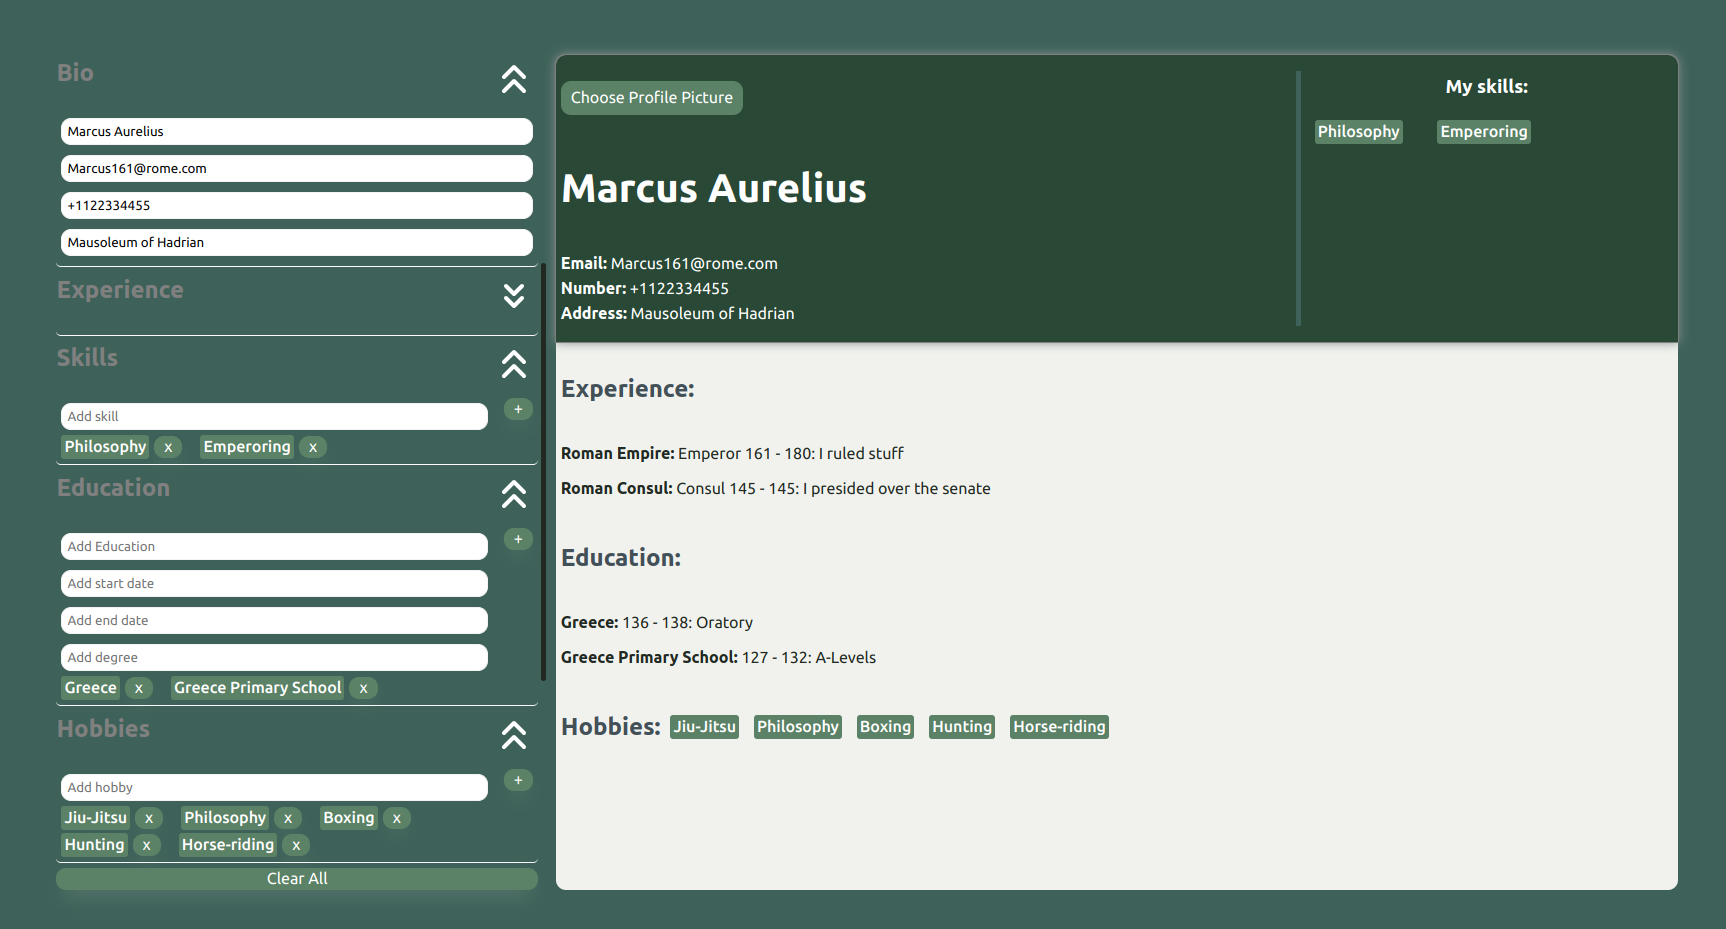 Bio
Marcus Aurelius
Marcus161@rome.com
+1122334455
Mausoleum of Hadrian
Experience
Skills
Add skill +
Philosophy x Emperoring x
Education
Add Education +
Add start date
Add end date
Add degree
Greece x Greece Primary School x
Hobbies
Add hobby +
Jiu-Jitsu x Philosophy x Boxing x
Hunting x Horse-riding x
Clear All
Choose Profile Picture
Marcus Aurelius
Email: Marcus161@rome.com
Number: +1122334455
Address: Mausoleum of Hadrian
My skills:
Philosophy Emperoring
Experience:
Roman Empire: Emperor 161 - 180: I ruled stuff
Roman Consul: Consul 145 - 145: I presided over the senate
Education:
Greece: 136 - 138: Oratory
Greece Primary School: 127 - 132: A-Levels
Hobbies: Jiu-Jitsu Philosophy Boxing Hunting Horse-riding